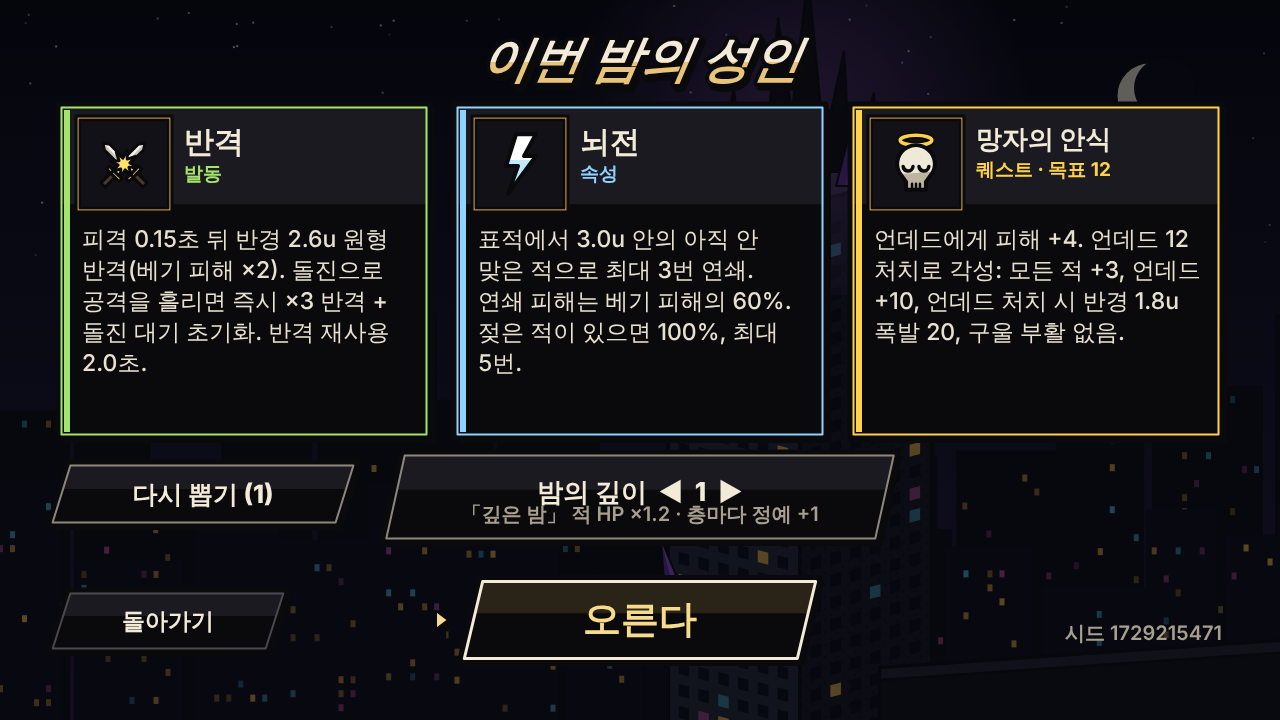 이번 밤의 성인
반격
발동
피격 0.15초 뒤 반경 2.6u 원형
반격(베기 피해 ×2). 돌진으로
공격을 흘리면 즉시 ×3 반격 +
돌진 대기 초기화. 반격 재사용
2.0초.
뇌전
속성
표적에서 3.0u 안의 아직 안
맞은 적으로 최대 3번 연쇄.
연쇄 피해는 베기 피해의 60%.
젖은 적이 있으면 100%, 최대
5번.
망자의 안식
퀘스트 · 목표 12
언데드에게 피해 +4. 언데드 12
처치로 각성: 모든 적 +3, 언데드
+10, 언데드 처치 시 반경 1.8u
폭발 20, 구울 부활 없음.
다시 뽑기 (1)
밤의 깊이 ◀ 1 ▶
「깊은 밤」 적 HP ×1.2 · 층마다 정예 +1
돌아가기
오른다
시드 1729215471